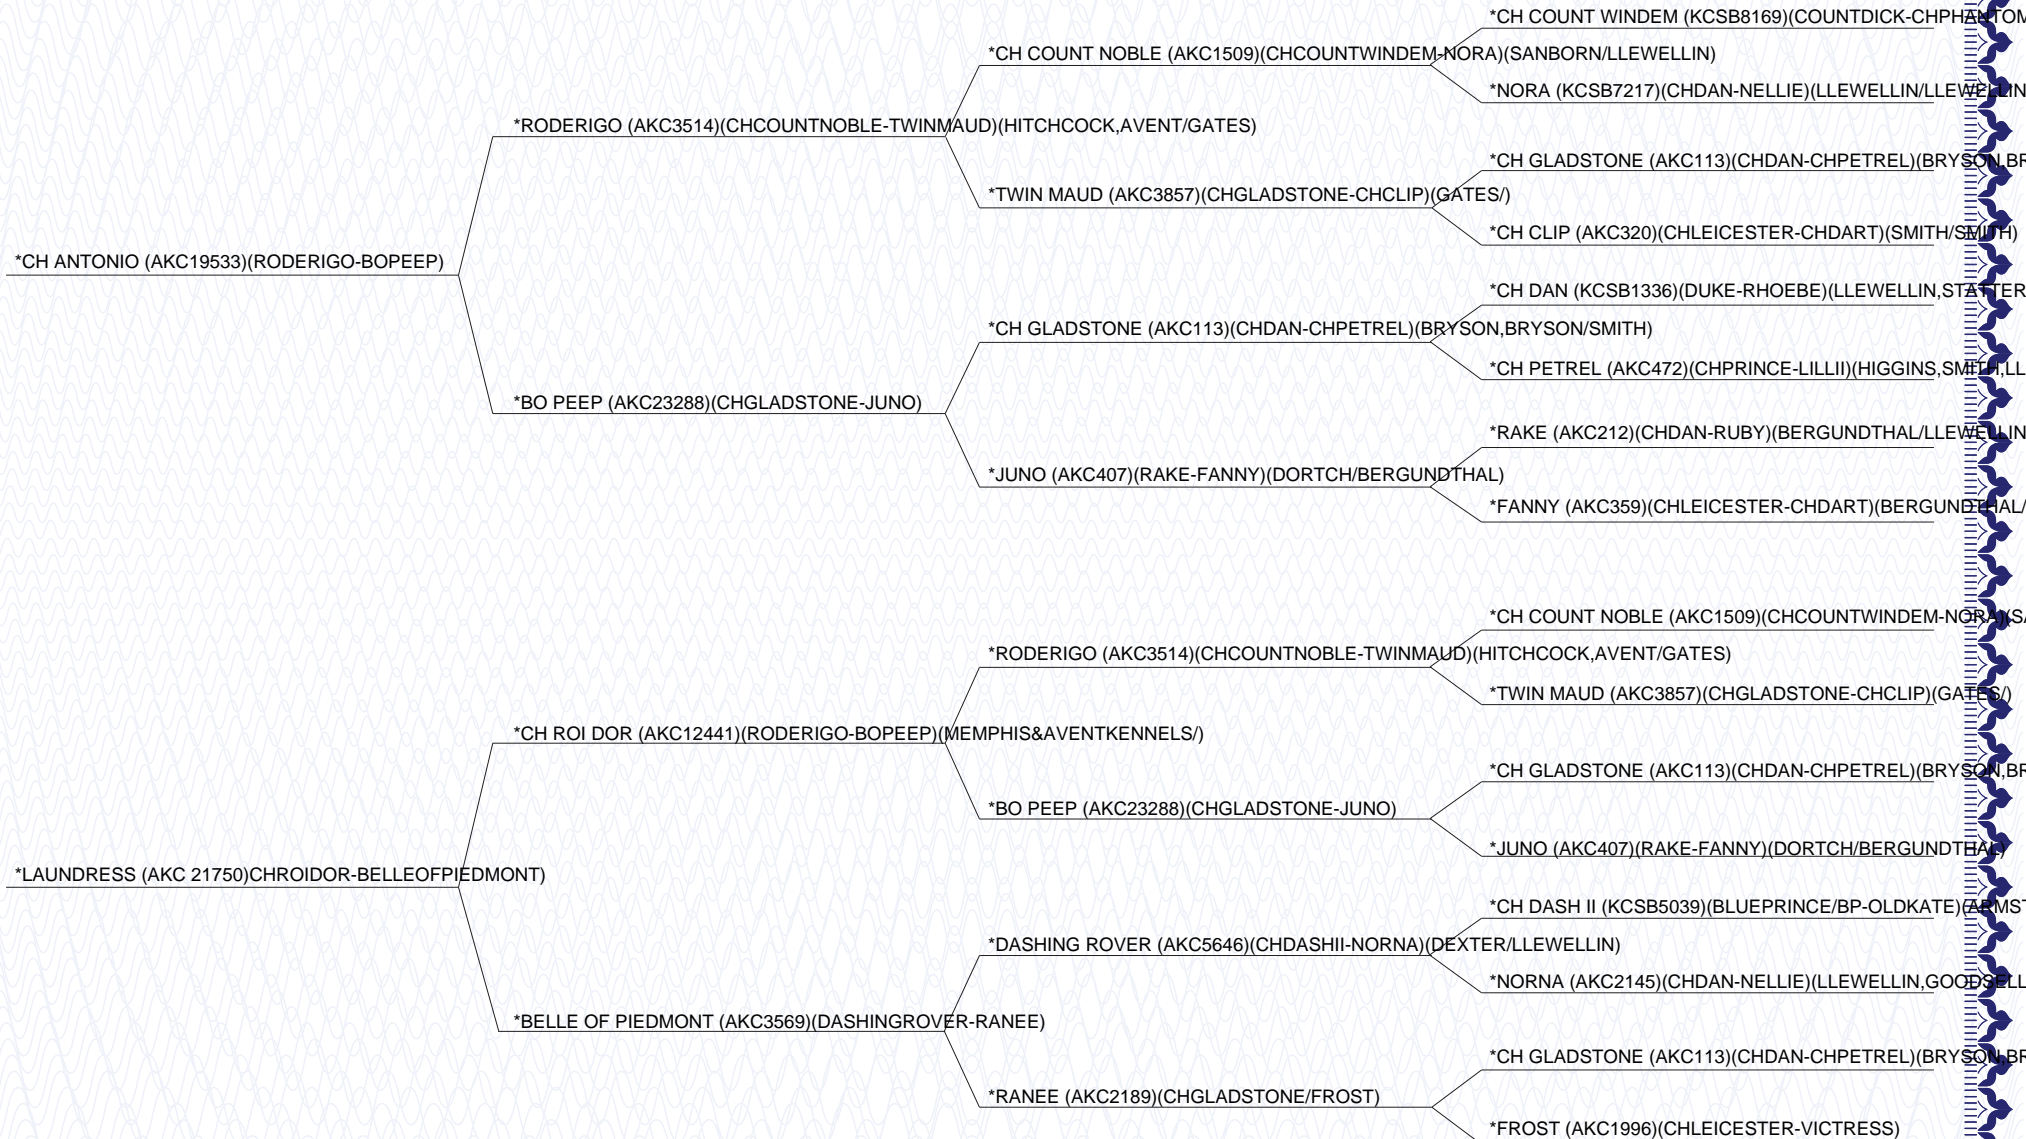 *CH COUNT WINDEM (KCSB8169)(COUNTDICK-CHPHANTOM
*CH COUNT NOBLE (AKC1509)(CHCOUNTWINDEM-NORA)(SANBORN/LLEWELLIN)
*NORA (KCSB7217)(CHDAN-NELLIE)(LLEWELLIN/LLEWELLIN
*RODERIGO (AKC3514)(CHCOUNTNOBLE-TWINMAUD)(HITCHCOCK,AVENT/GATES)
*CH GLADSTONE (AKC113)(CHDAN-CHPETREL)(BRYSON,BR
*TWIN MAUD (AKC3857)(CHGLADSTONE-CHCLIP)(GATES/)
*CH CLIP (AKC320)(CHLEICESTER-CHDART)(SMITH/SMITH)
*CH ANTONIO (AKC19533)(RODERIGO-BOPEEP)
*CH DAN (KCSB1336)(DUKE-RHOEBE)(LLEWELLIN,STATTER
*CH GLADSTONE (AKC113)(CHDAN-CHPETREL)(BRYSON,BRYSON/SMITH)
*CH PETREL (AKC472)(CHPRINCE-LILLII)(HIGGINS,SMITH,LL
*BO PEEP (AKC23288)(CHGLADSTONE-JUNO)
*RAKE (AKC212)(CHDAN-RUBY)(BERGUNDTHAL/LLEWELLIN
*JUNO (AKC407)(RAKE-FANNY)(DORTCH/BERGUNDTHAL)
*FANNY (AKC359)(CHLEICESTER-CHDART)(BERGUNDTHAL/
*CH COUNT NOBLE (AKC1509)(CHCOUNTWINDEM-NORA)(SA
*RODERIGO (AKC3514)(CHCOUNTNOBLE-TWINMAUD)(HITCHCOCK,AVENT/GATES)
*TWIN MAUD (AKC3857)(CHGLADSTONE-CHCLIP)(GATES/)
*CH ROI DOR (AKC12441)(RODERIGO-BOPEEP)(MEMPHIS&AVENTKENNELS/)
*CH GLADSTONE (AKC113)(CHDAN-CHPETREL)(BRYSON,BR
*BO PEEP (AKC23288)(CHGLADSTONE-JUNO)
*JUNO (AKC407)(RAKE-FANNY)(DORTCH/BERGUNDTHAL)
*LAUNDRESS (AKC 21750)CHROIDOR-BELLEOFPIEDMONT)
*CH DASH II (KCSB5039)(BLUEPRINCE/BP-OLDKATE)(ARMST
*DASHING ROVER (AKC5646)(CHDASHII-NORNA)(DEXTER/LLEWELLIN)
*NORNA (AKC2145)(CHDAN-NELLIE)(LLEWELLIN,GOODSELL
*BELLE OF PIEDMONT (AKC3569)(DASHINGROVER-RANEE)
*CH GLADSTONE (AKC113)(CHDAN-CHPETREL)(BRYSON,BR
*RANEE (AKC2189)(CHGLADSTONE/FROST)
*FROST (AKC1996)(CHLEICESTER-VICTRESS)